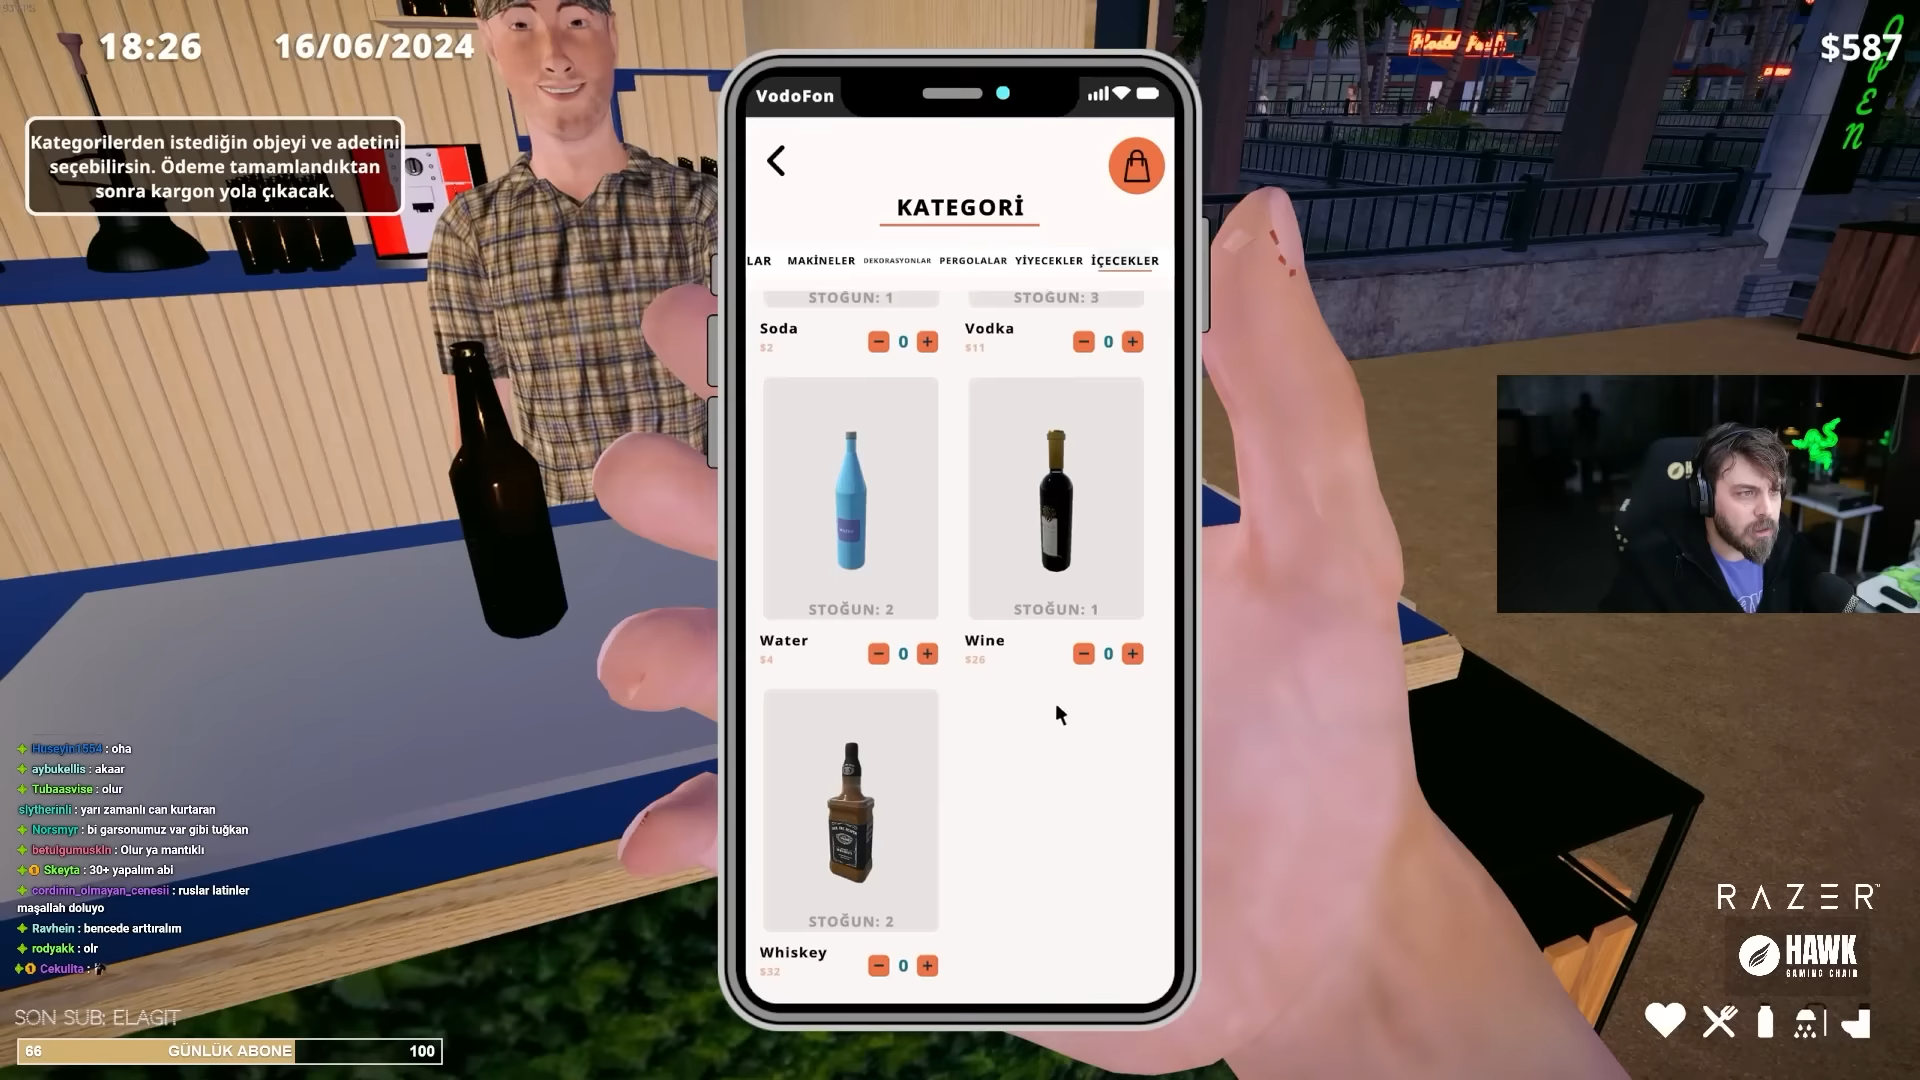 18:26
16/06/2024
$587
Kategorilerden istediğin objeyi ve adetini
seçebilirsin. Ödeme tamamlandıktan
sonra kargon yola çıkacak.
VodoFon
KATEGORİ
LAR MAKİNELER DEKORASYONLAR PERGOLALAR YİYECEKLER İÇECEKLER
STOĞUN: 1
STOĞUN: 3
Soda
$2
- 0 +
Vodka
$11
- 0 +
STOĞUN: 2
STOĞUN: 1
Water
$4
- 0 +
Wine
$26
- 0 +
STOĞUN: 2
Whiskey
$32
- 0 +
Huseyin1554 : oha
aybukellis : akaar
Tubaasvise : olur
slytherinli : yarı zamanlı can kurtaran
Norsmyr : bi garsonumuz var gibi tuğkan
betulgumuskin : Olur ya mantıklı
Skeyta : 30+ yapalım abi
cordinin_olmayan_cenesii : ruslar latinler
maşallah doluyo
Ravhein : bencede arttıralım
rodyakk : olr
Cekulita :
SON SUB: ELAGIT
66 GÜNLÜK ABONE 100
RAZER
HAWK
GAMING CHAIR